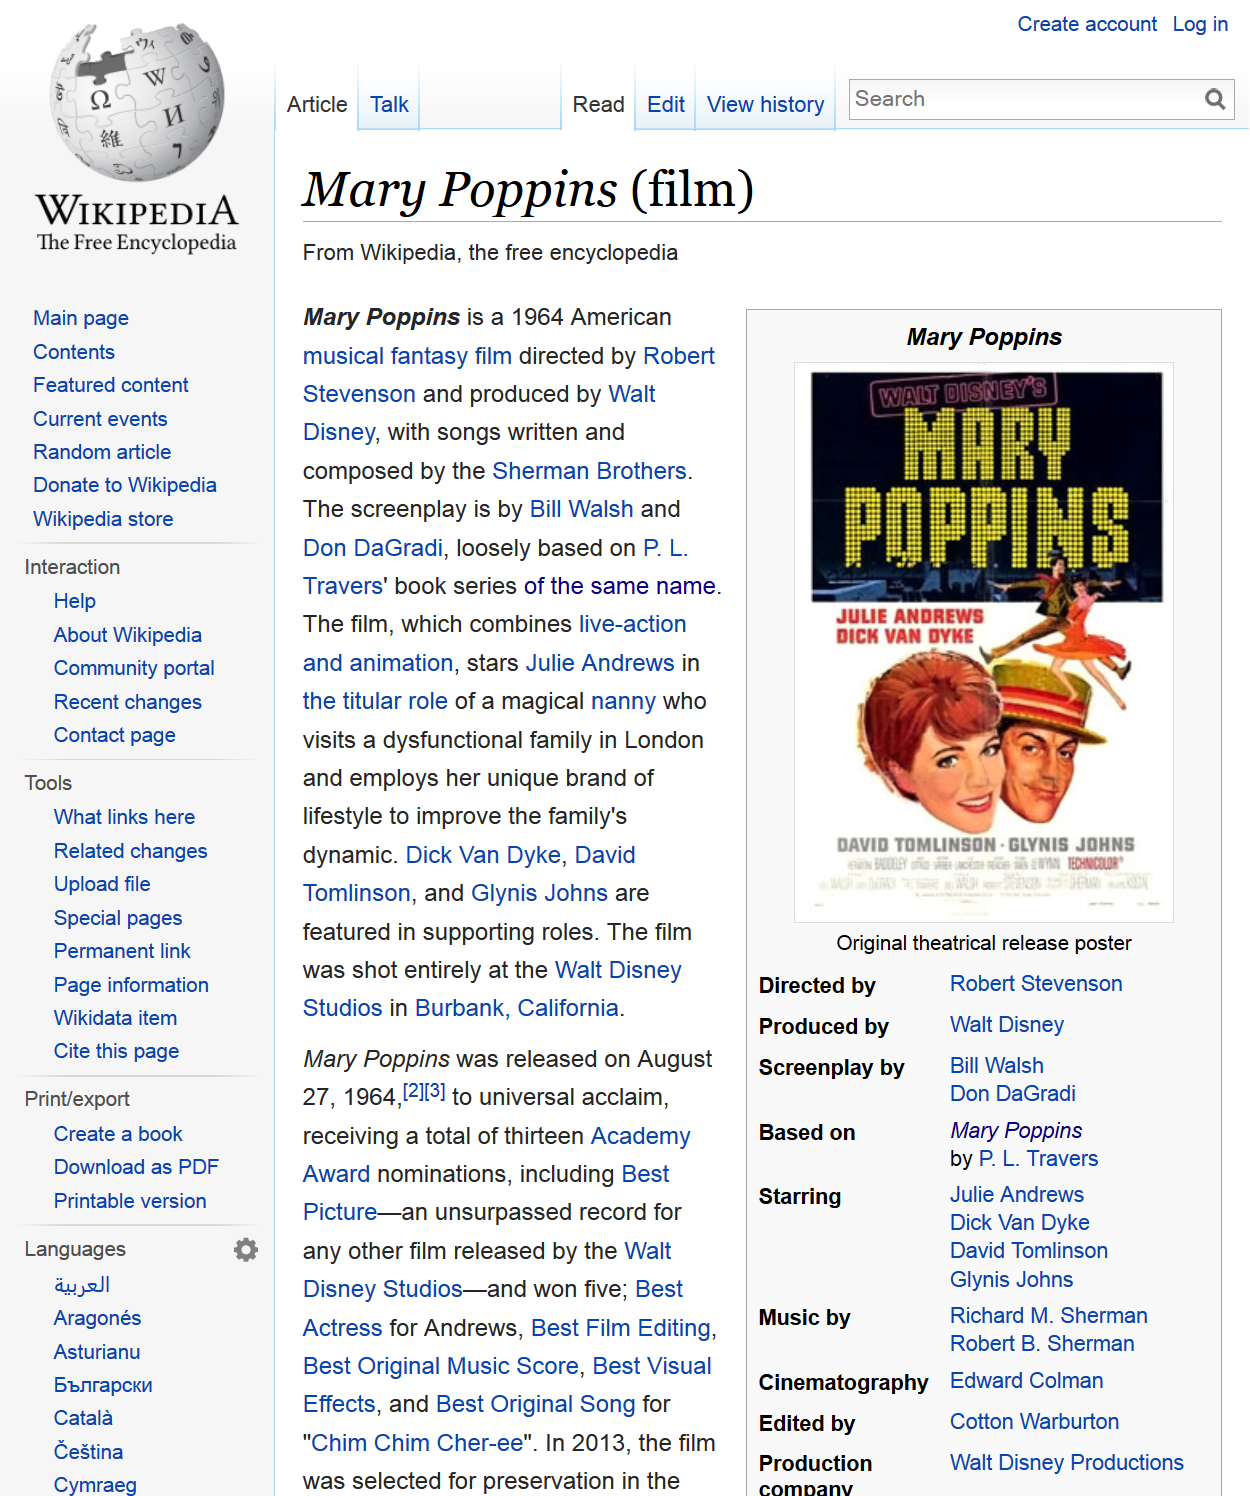 Create account Log in
Article Talk Read Edit View history Search
WIKIPEDIA
The Free Encyclopedia
Main page
Contents
Featured content
Current events
Random article
Donate to Wikipedia
Wikipedia store
Interaction
Help
About Wikipedia
Community portal
Recent changes
Contact page
Tools
What links here
Related changes
Upload file
Special pages
Permanent link
Page information
Wikidata item
Cite this page
Print/export
Create a book
Download as PDF
Printable version
Languages
العربية
Aragonés
Asturianu
Български
Català
Čeština
Cymraeg
Mary Poppins (film)
From Wikipedia, the free encyclopedia
Mary Poppins is a 1964 American
musical fantasy film directed by Robert
Stevenson and produced by Walt
Disney, with songs written and
composed by the Sherman Brothers.
The screenplay is by Bill Walsh and
Don DaGradi, loosely based on P. L.
Travers' book series of the same name.
The film, which combines live-action
and animation, stars Julie Andrews in
the titular role of a magical nanny who
visits a dysfunctional family in London
and employs her unique brand of
lifestyle to improve the family's
dynamic. Dick Van Dyke, David
Tomlinson, and Glynis Johns are
featured in supporting roles. The film
was shot entirely at the Walt Disney
Studios in Burbank, California.
Mary Poppins was released on August
27, 1964,[2][3] to universal acclaim,
receiving a total of thirteen Academy
Award nominations, including Best
Picture—an unsurpassed record for
any other film released by the Walt
Disney Studios—and won five; Best
Actress for Andrews, Best Film Editing,
Best Original Music Score, Best Visual
Effects, and Best Original Song for
"Chim Chim Cher-ee". In 2013, the film
was selected for preservation in the
Mary Poppins
WALT DISNEY'S
MARY
POPPINS
JULIE ANDREWS
DICK VAN DYKE
DAVID TOMLINSON · GLYNIS JOHNS
TECHNICOLOR
Original theatrical release poster
Directed by Robert Stevenson
Produced by Walt Disney
Screenplay by Bill Walsh
Don DaGradi
Based on Mary Poppins
by P. L. Travers
Starring Julie Andrews
Dick Van Dyke
David Tomlinson
Glynis Johns
Music by Richard M. Sherman
Robert B. Sherman
Cinematography Edward Colman
Edited by Cotton Warburton
Production Walt Disney Productions
company